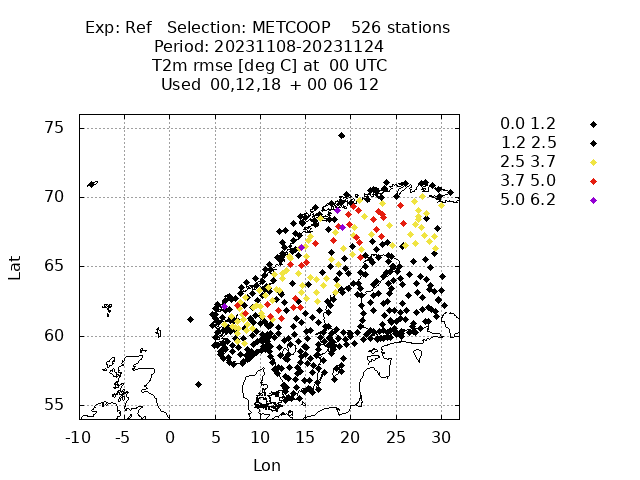 Exp: Ref   Selection: METCOOP    526 stations
Period: 20231108-20231124
T2m rmse [deg C] at  00 UTC
Used  00,12,18  + 00 06 12
0.0 1.2
1.2 2.5
2.5 3.7
3.7 5.0
5.0 6.2
75
70
65
60
55
Lat
-10 -5 0 5 10 15 20 25 30
Lon